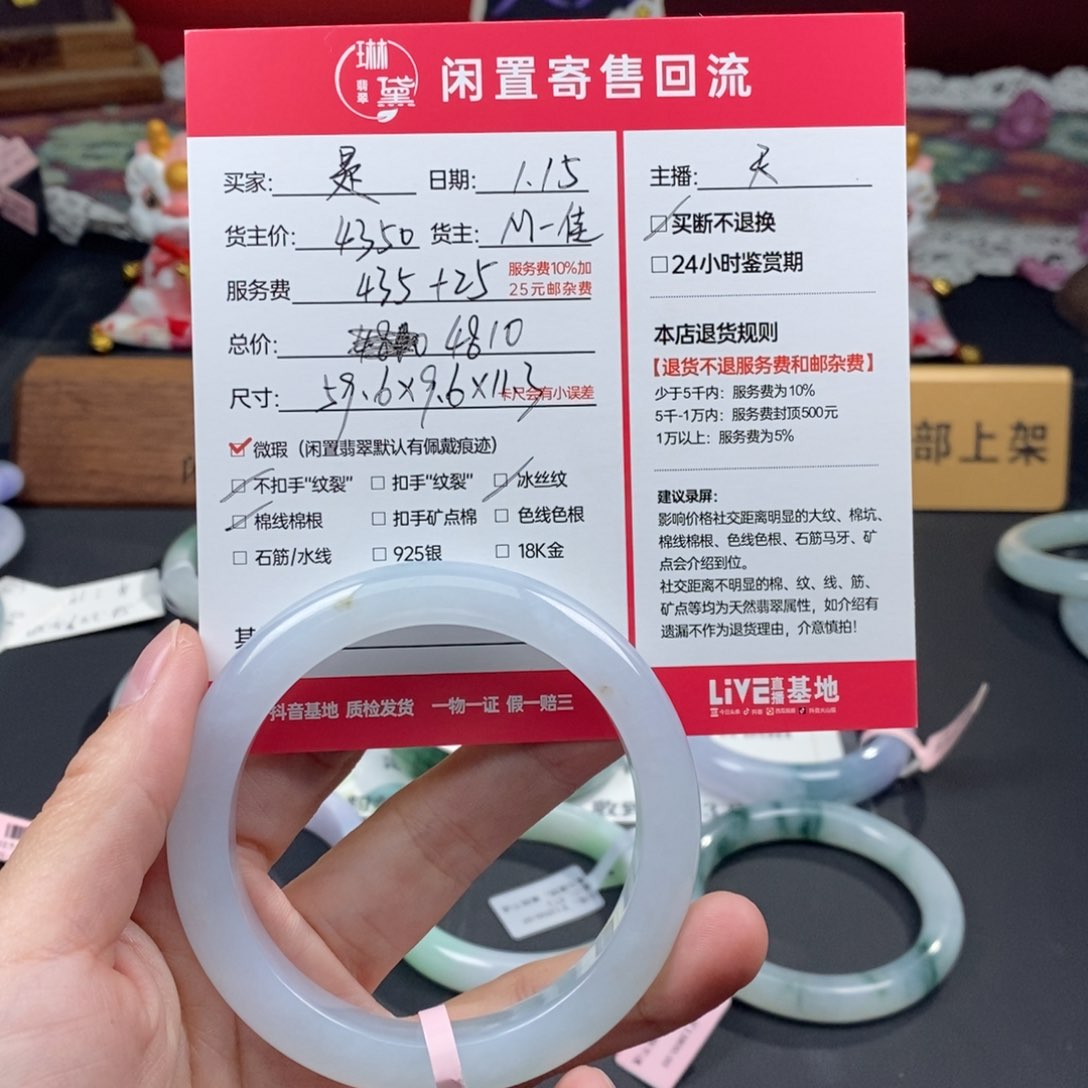 琳黛翡翠 闲置寄售回流
买家: 是 日期: 1.15
货主价: 4350 货主: M一佳
服务费 435+25 服务费10%加
25元邮杂费
总价: 4810
尺寸: 59.6×9.6×11.3 卡尺会有小误差
微瑕（闲置翡翠默认有佩戴痕迹）
不扣手"纹裂" 扣手"纹裂" 冰丝纹
棉线棉根 扣手矿点棉 色线色根
石筋/水线 925银 18K金
主播: 天
买断不退换
24小时鉴赏期
本店退货规则
【退货不退服务费和邮杂费】
少于5千内：服务费为10%
5千-1万内：服务费封顶500元
1万以上：服务费为5%
建议录屏：
影响价格社交距离明显的大纹、棉坑、
棉线棉根、色线色根、石筋马牙、矿
点会介绍到位。
社交距离不明显的棉、纹、线、筋、
矿点等均为天然翡翠属性，如介绍有
遗漏不作为退货理由，介意慎拍！
抖音基地 质检发货 一物一证 假一赔三
LiVE直播基地
部上架